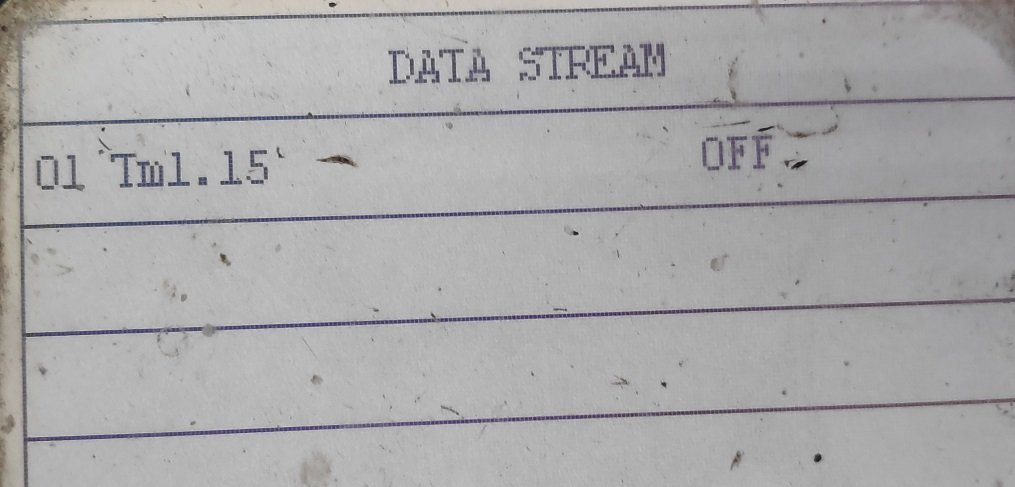 DATA STREAM
01 Tm1.15 OFF